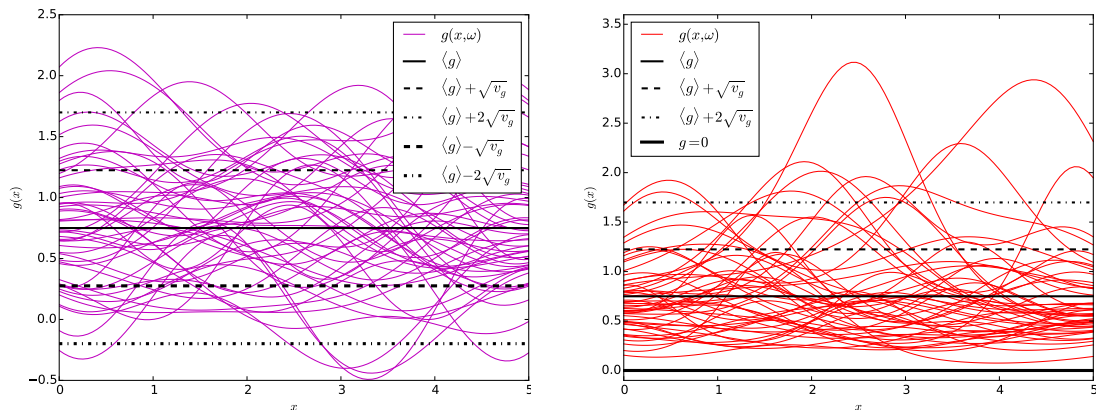 2.5
2.0
1.5
1.0
0.5
0.0
−0.5
g(x)
0 1 2 3 4 5
x
g(x,ω)
⟨g⟩
⟨g⟩+√v_g
⟨g⟩+2√v_g
⟨g⟩−√v_g
⟨g⟩−2√v_g
3.5
3.0
2.5
2.0
1.5
1.0
0.5
0.0
g(x)
0 1 2 3 4 5
x
g(x,ω)
⟨g⟩
⟨g⟩+√v_g
⟨g⟩+2√v_g
g=0